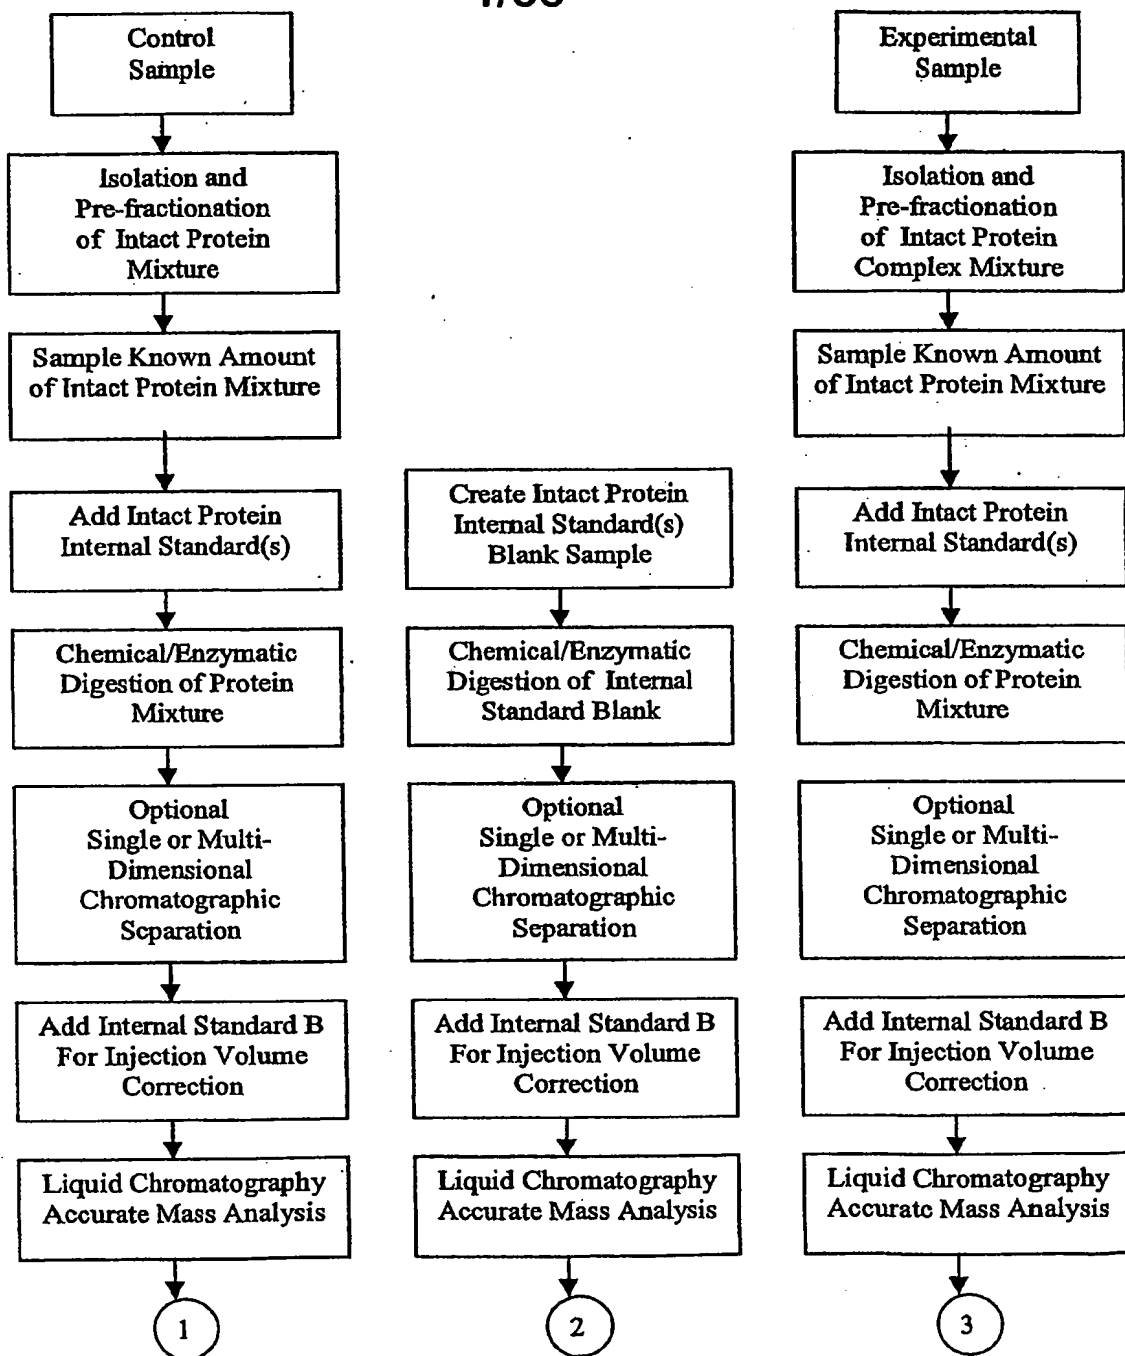 Control
Sample
Isolation and
Pre-fractionation
of Intact Protein
Mixture
Sample Known Amount
of Intact Protein Mixture
Add Intact Protein
Internal Standard(s)
Chemical/Enzymatic
Digestion of Protein
Mixture
Optional
Single or Multi-
Dimensional
Chromatographic
Separation
Add Internal Standard B
For Injection Volume
Correction
Liquid Chromatography
Accurate Mass Analysis
1
Create Intact Protein
Internal Standard(s)
Blank Sample
Chemical/Enzymatic
Digestion of Internal
Standard Blank
Optional
Single or Multi-
Dimensional
Chromatographic
Separation
Add Internal Standard B
For Injection Volume
Correction
Liquid Chromatography
Accurate Mass Analysis
2
Experimental
Sample
Isolation and
Pre-fractionation
of Intact Protein
Complex Mixture
Sample Known Amount
of Intact Protein Mixture
Add Intact Protein
Internal Standard(s)
Chemical/Enzymatic
Digestion of Protein
Mixture
Optional
Single or Multi-
Dimensional
Chromatographic
Separation
Add Internal Standard B
For Injection Volume
Correction
Liquid Chromatography
Accurate Mass Analysis
3